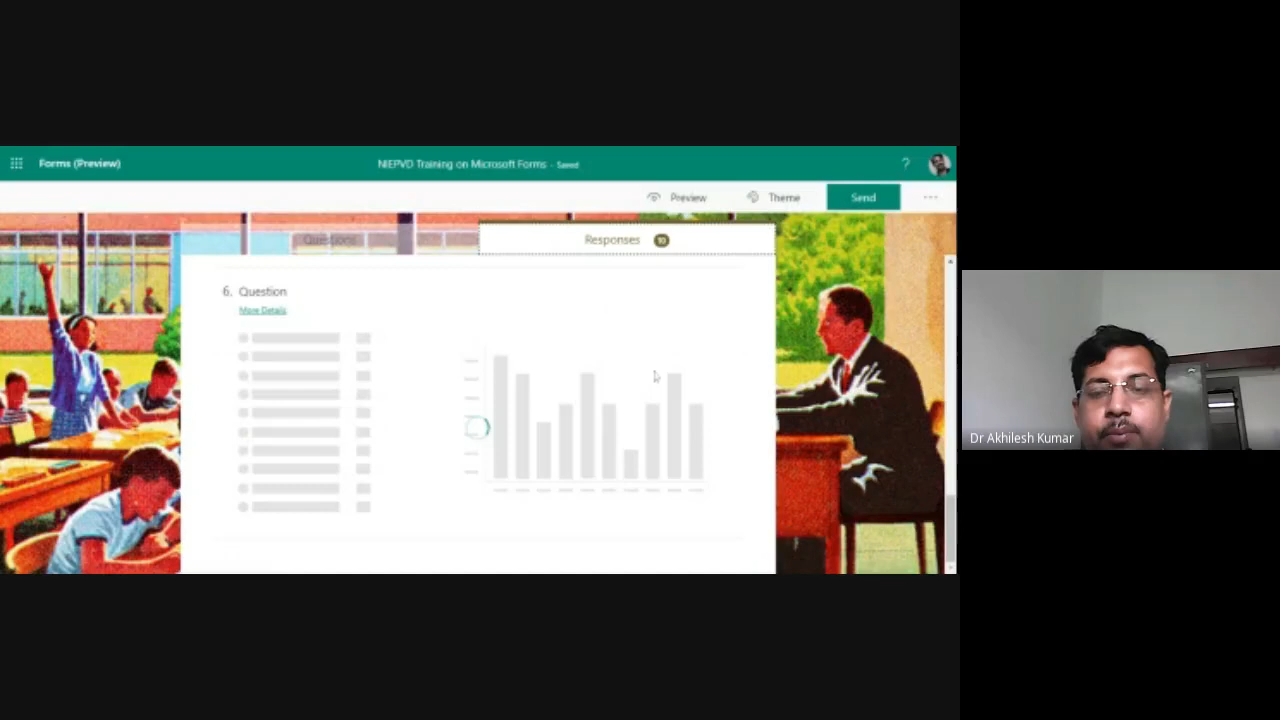 Forms (Preview)
NIEPVD Training on Microsoft Forms - Saved
?
Preview
Theme
Send
Questions
Responses 10
6. Question
More Details
Dr Akhilesh Kumar